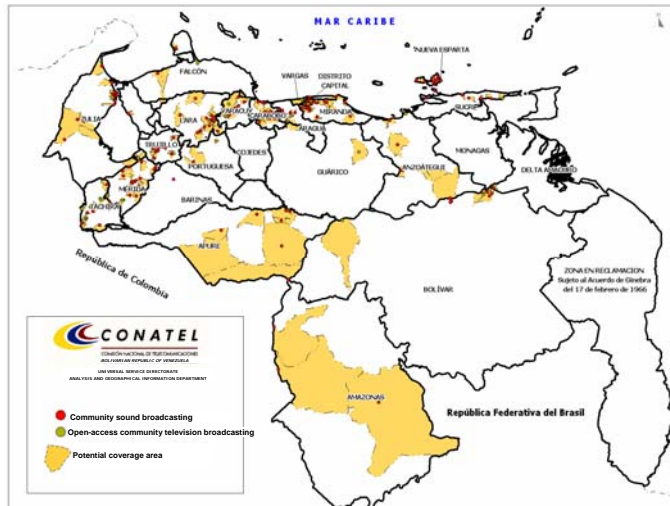 MAR CARIBE
NUEVA ESPARTA
FALCÓN
VARGAS
DISTRITO
CAPITAL
SUCRE
ZULIA
LARA
YARACUY
CARABOBO
MIRANDA
ARAGUA
TRUJILLO
COJEDES
MONAGAS
PORTUGUESA
GUÁRICO
ANZOÁTEGUI
DELTA AMACURO
MÉRIDA
BARINAS
TÁCHIRA
APURE
República de Colombia
BOLÍVAR
ZONA EN RECLAMACION
Sujeto al Acuerdo de Ginebra
del 17 de febrero de 1966
CONATEL
COMISIÓN NACIONAL DE TELECOMUNICACIONES
BOLIVARIAN REPUBLIC OF VENEZUELA
UNIVERSAL SERVICE DIRECTORATE
ANALYSIS AND GEOGRAPHICAL INFORMATION DEPARTMENT
AMAZONAS
República Federativa del Brasil
Community sound broadcasting
Open-access community television broadcasting
Potential coverage area